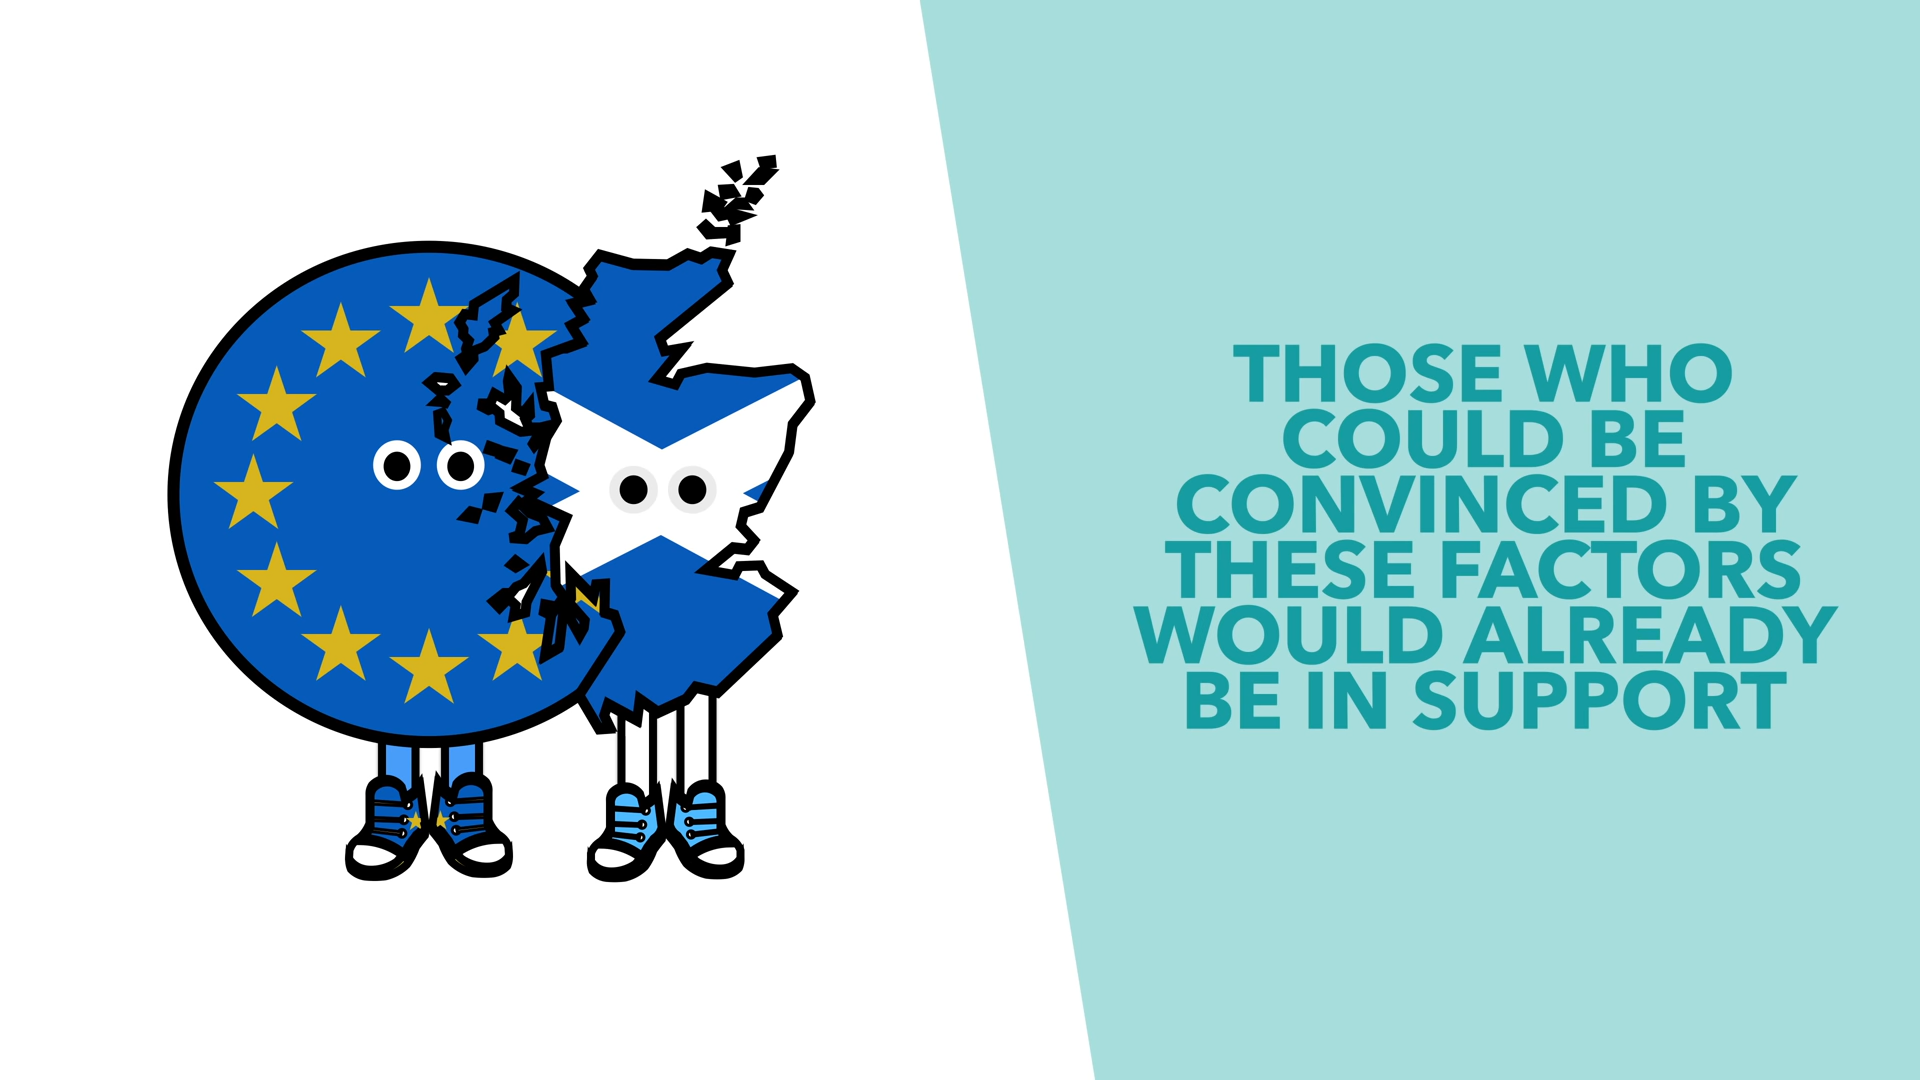 THOSE WHO
COULD BE
CONVINCED BY
THESE FACTORS
WOULD ALREADY
BE IN SUPPORT